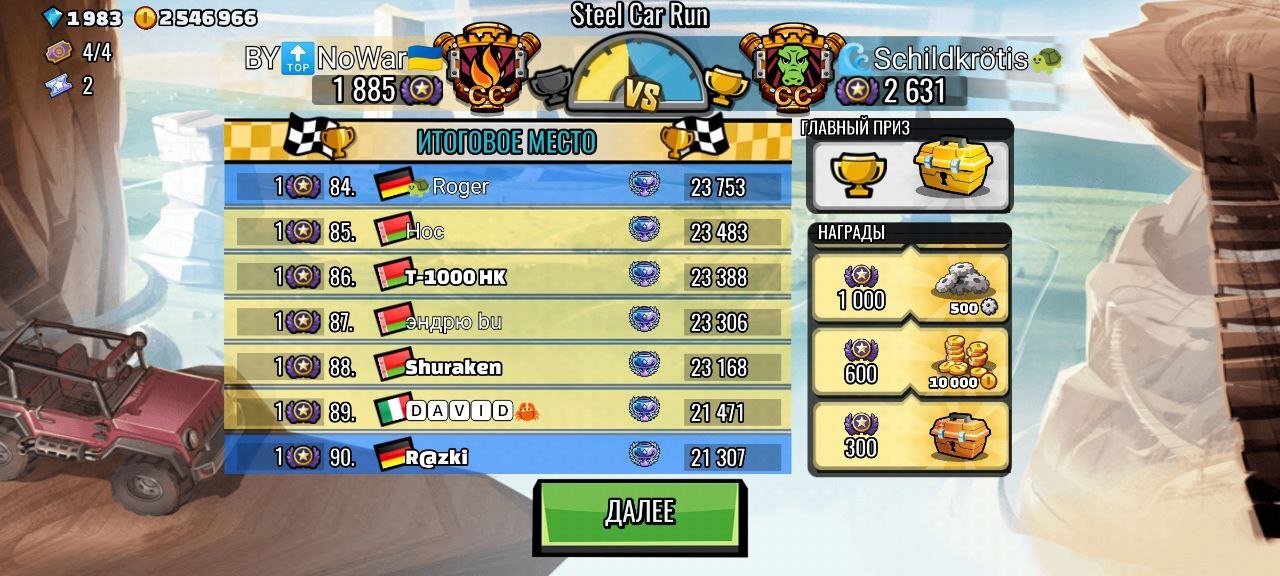 1 983 2 546 966
Steel Car Run
4/4
2
BY TOP NoWar
Schildkrötis
1 885
CC
VS
CC
2 631
ИТОГОВОЕ МЕСТО
ГЛАВНЫЙ ПРИЗ
1 84. Roger 23 753
1 85. Нос 23 483
1 86. T-1000 HK 23 388
1 87. эндрю bu 23 306
1 88. Shuraken 23 168
1 89. DAVID 21 471
1 90. R@zki 21 307
НАГРАДЫ
1 000 500
600 10 000
300
ДАЛЕЕ